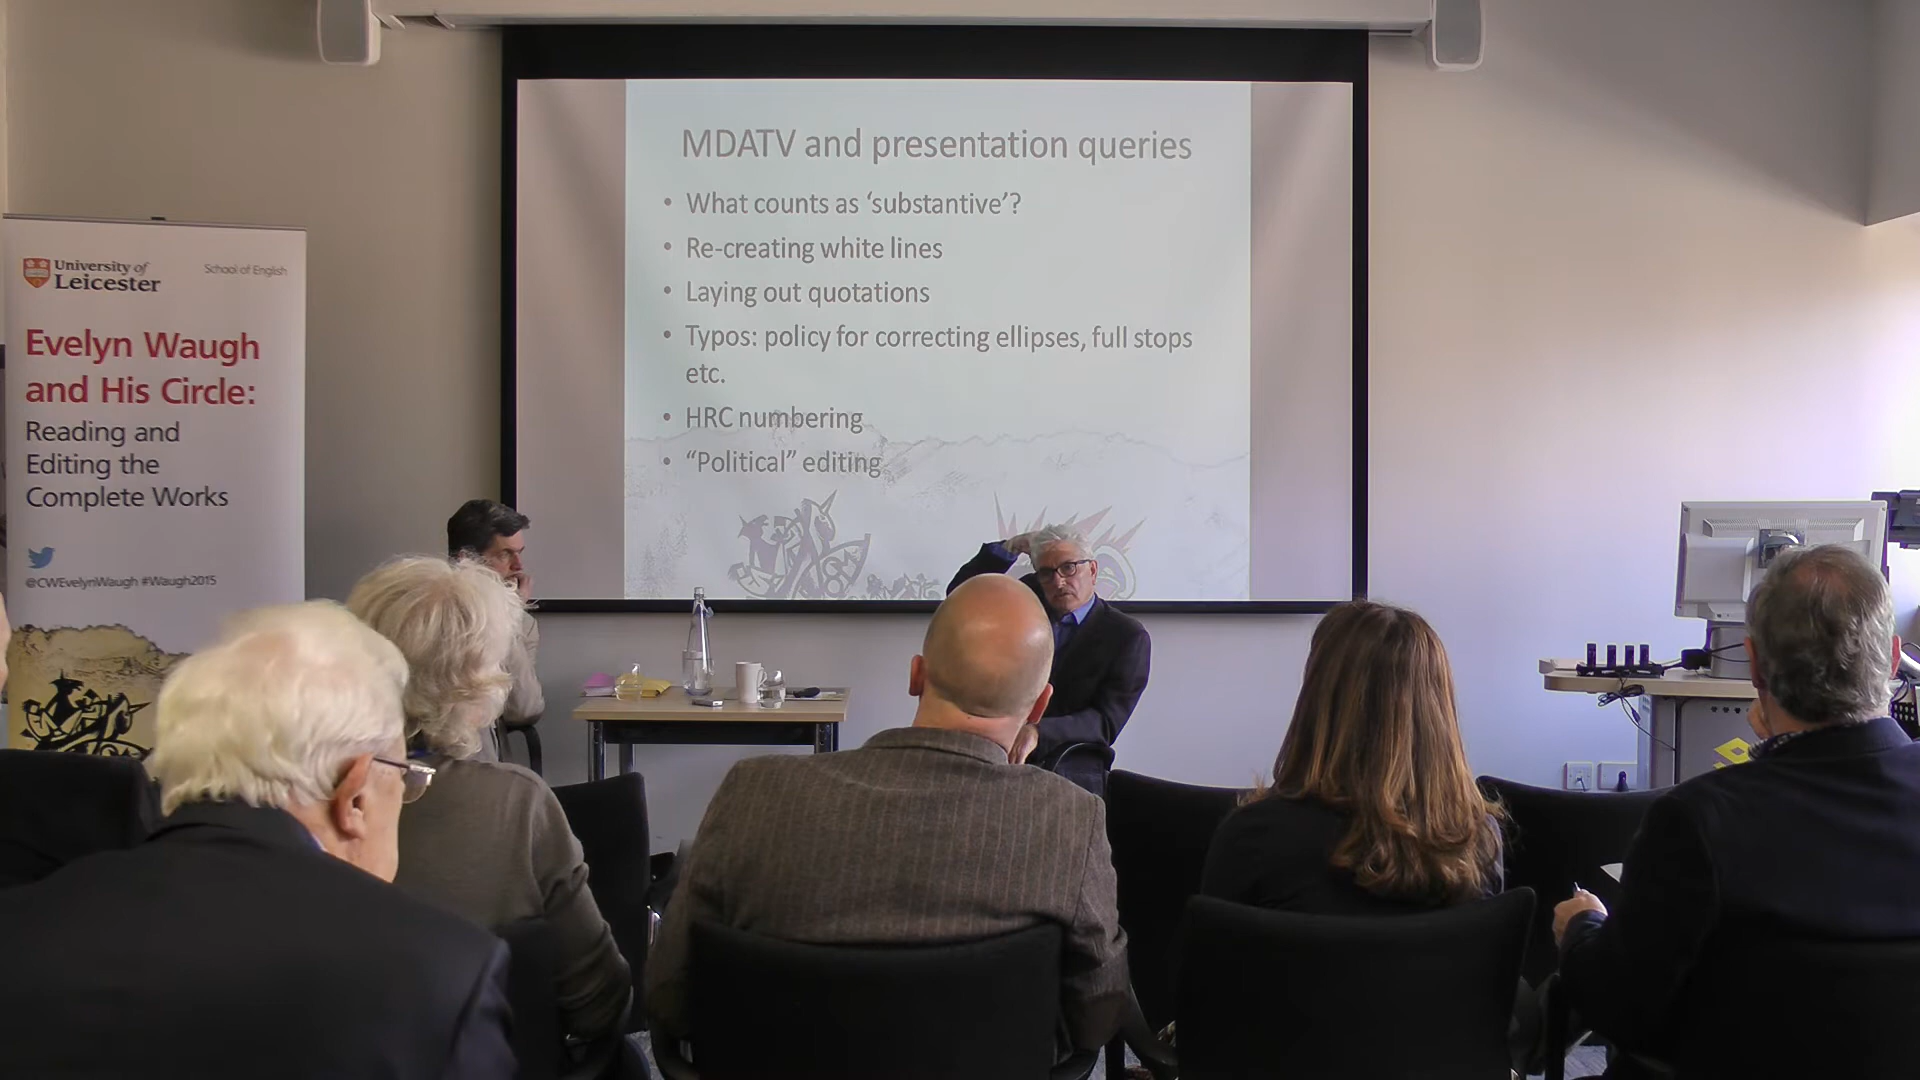 MDATV and presentation queries
• What counts as ‘substantive’?
• Re-creating white lines
• Laying out quotations
• Typos: policy for correcting ellipses, full stops
etc.
• HRC numbering
• “Political” editing
University of
Leicester
School of English
Evelyn Waugh
and His Circle:
Reading and
Editing the
Complete Works
@CWEvelynWaugh #Waugh2015